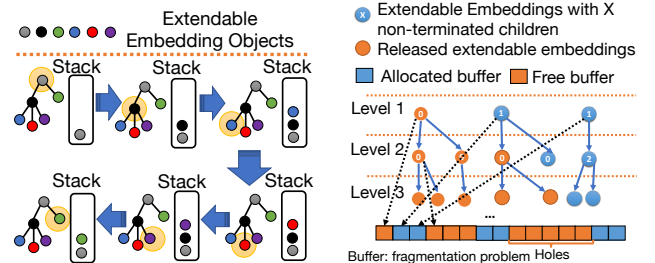 Extendable
Embedding Objects
Stack
Stack
Stack
Stack
Stack
Stack
X Extendable Embeddings with X
non-terminated children
Released extendable embeddings
Allocated buffer
Free buffer
Level 1
0
1
1
Level 2
0
0
0
2
Level 3
...
Buffer: fragmentation problem
Holes